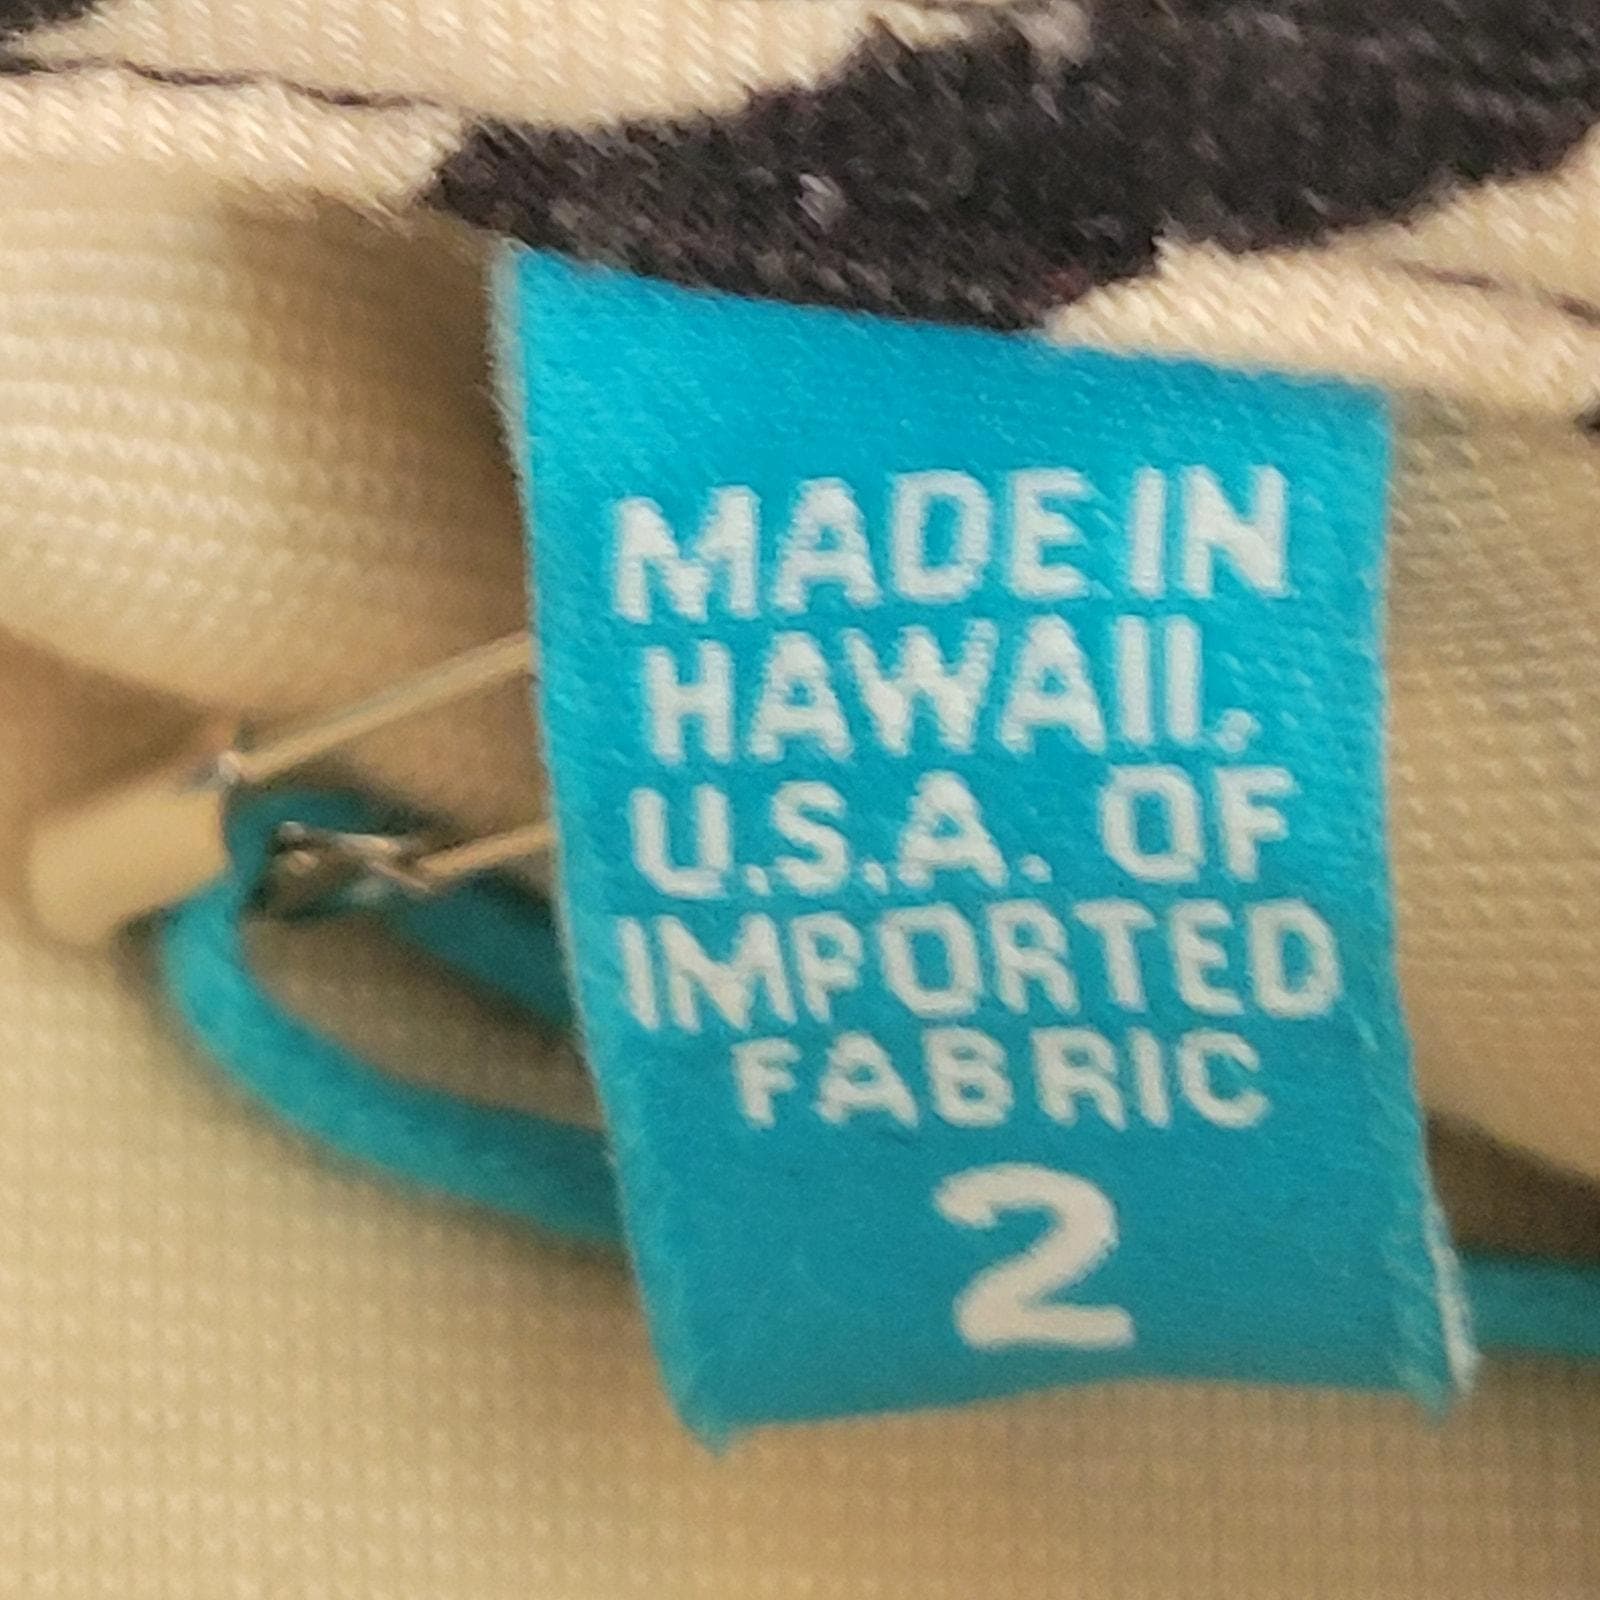 MADE IN
HAWAII,
U.S.A. OF
IMPORTED
FABRIC
2